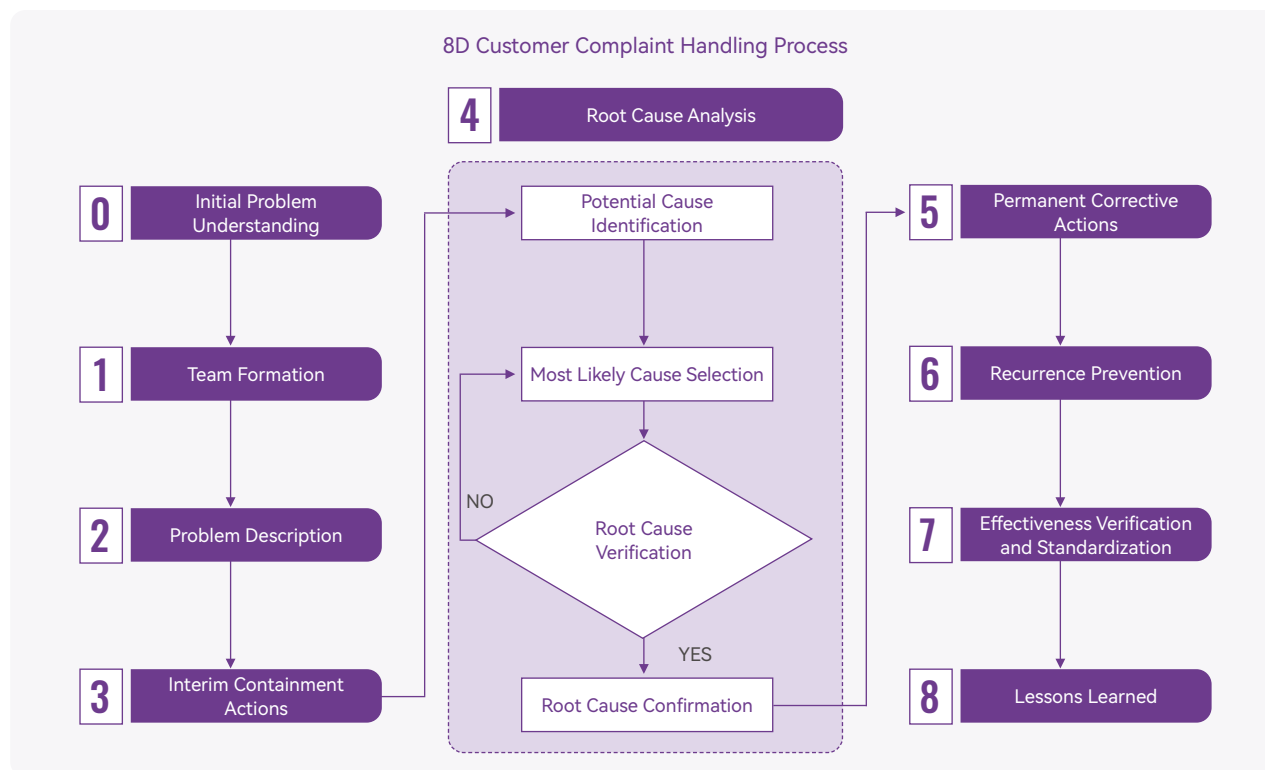 8D Customer Complaint Handling Process
4
Root Cause Analysis
0
Initial Problem
Understanding
1
Team Formation
2
Problem Description
3
Interim Containment
Actions
Potential Cause
Identification
Most Likely Cause Selection
NO
Root Cause
Verification
YES
Root Cause Confirmation
5
Permanent Corrective
Actions
6
Recurrence Prevention
7
Effectiveness Verification
and Standardization
8
Lessons Learned